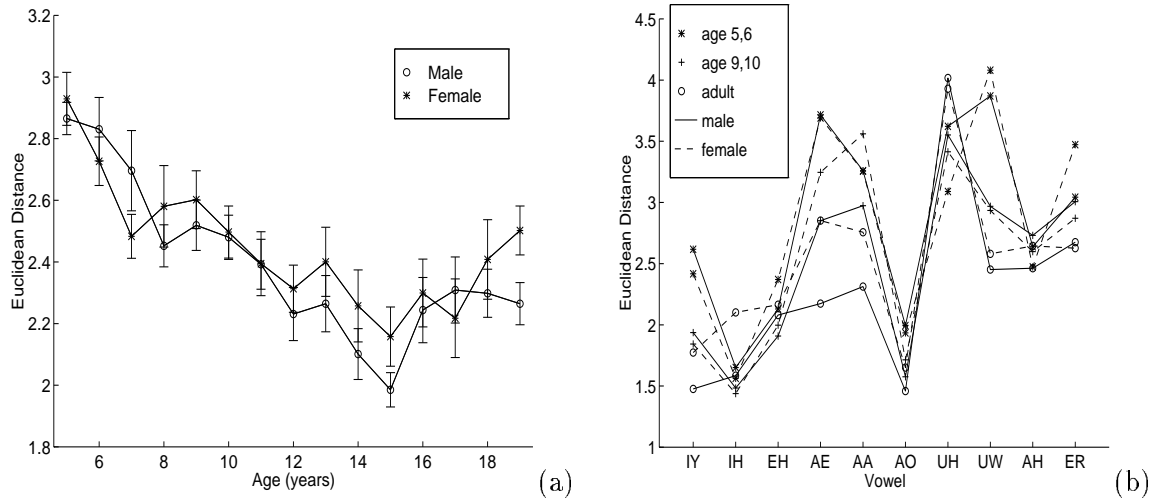 3.2
3
2.8
2.6
2.4
2.2
2
1.8
Euclidean Distance
Male
Female
6 8 10 12 14 16 18
Age (years)
(a)
4.5
4
3.5
3
2.5
2
1.5
1
Euclidean Distance
age 5,6
age 9,10
adult
male
female
IY IH EH AE AA AO UH UW AH ER
Vowel
(b)